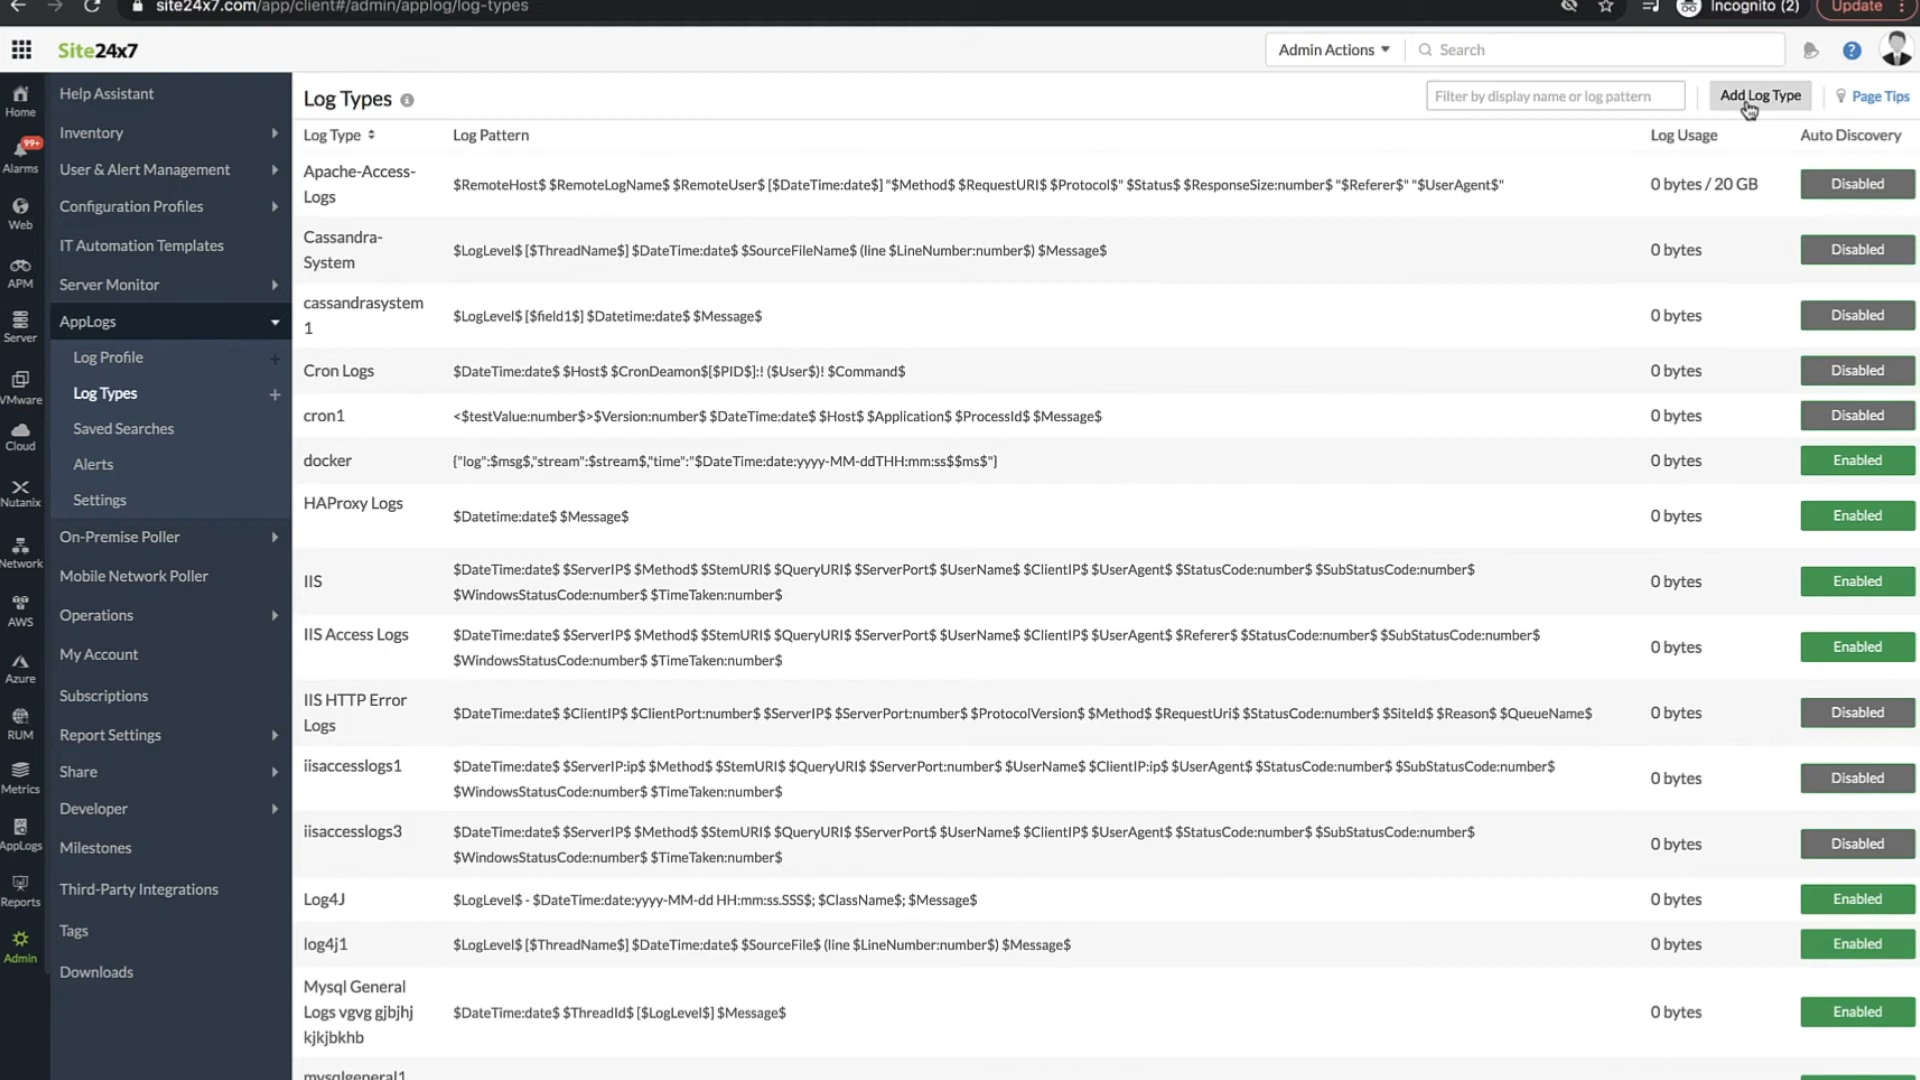 site24x7.com/app/client#/admin/applog/log-types
Incognito (2)
Update
Site24x7
Admin Actions
Search
?
Home
99+
Alarms
Web
APM
Server
VMware
Cloud
Nutanix
Network
AWS
Azure
RUM
Metrics
AppLogs
Reports
Admin
Help Assistant
Inventory
User & Alert Management
Configuration Profiles
IT Automation Templates
Server Monitor
AppLogs
Log Profile +
Log Types +
Saved Searches
Alerts
Settings
On-Premise Poller
Mobile Network Poller
Operations
My Account
Subscriptions
Report Settings
Share
Developer
Milestones
Third-Party Integrations
Tags
Downloads
Log Types
Filter by display name or log pattern
Add Log Type
Page Tips
Log Type Log Pattern Log Usage Auto Discovery
Apache-Access-
Logs
$RemoteHost$ $RemoteLogName$ $RemoteUser$ [$DateTime:date$] "$Method$ $RequestURI $Protocol$" $Status$ $ResponseSize:number$ "$Referer$" "$UserAgent$"
0 bytes / 20 GB
Disabled
Cassandra-
System
$LogLevel$ [$ThreadName$] $DateTime:date$ $SourceFileName$ (line $LineNumber:number$) $Message$
0 bytes
Disabled
cassandrasystem
1
$LogLevel$ [$field1$] $Datetime:date$ $Message$
0 bytes
Disabled
Cron Logs
$DateTime:date$ $Host$ $CronDeamon$[$PID$]:! ($User$)! $Command$
0 bytes
Disabled
cron1
<$testValue:number$>$Version:number$ $DateTime:date$ $Host$ $Application$ $ProcessId$ $Message$
0 bytes
Disabled
docker
{"log":$msg$,"stream":$stream$,"time":"$DateTime:date:yyyy-MM-ddTHH:mm:ss$$ms$"}
0 bytes
Enabled
HAProxy Logs
$Datetime:date$ $Message$
0 bytes
Enabled
IIS
$DateTime:date$ $ServerIP$ $Method$ $StemURI$ $QueryURI$ $ServerPort$ $UserName$ $ClientIP$ $UserAgent$ $StatusCode:number$ $SubStatusCode:number$
$WindowsStatusCode:number$ $TimeTaken:number$
0 bytes
Enabled
IIS Access Logs
$DateTime:date$ $ServerIP$ $Method$ $StemURI$ $QueryURI$ $ServerPort$ $UserName$ $ClientIP$ $UserAgent$ $Referer$ $StatusCode:number$ $SubStatusCode:number$
$WindowsStatusCode:number$ $TimeTaken:number$
0 bytes
Enabled
IIS HTTP Error
Logs
$DateTime:date$ $ClientIP$ $ClientPort:number$ $ServerIP$ $ServerPort:number$ $ProtocolVersion$ $Method$ $RequestUri$ $StatusCode:number$ $SiteId$ $Reason$ $QueueName$
0 bytes
Disabled
iisaccesslogs1
$DateTime:date$ $ServerIP:ip$ $Method$ $StemURI$ $QueryURI$ $ServerPort:number$ $UserName$ $ClientIP:ip$ $UserAgent$ $StatusCode:number$ $SubStatusCode:number$
$WindowsStatusCode:number$ $TimeTaken:number$
0 bytes
Disabled
iisaccesslogs3
$DateTime:date$ $ServerIP$ $Method$ $StemURI$ $QueryURI$ $ServerPort$ $UserName$ $ClientIP$ $UserAgent$ $StatusCode:number$ $SubStatusCode:number$
$WindowsStatusCode:number$ $TimeTaken:number$
0 bytes
Disabled
Log4J
$LogLevel$ - $DateTime:date:yyyy-MM-dd HH:mm:ss.SSS$; $ClassName$; $Message$
0 bytes
Enabled
log4j1
$LogLevel$ [$ThreadName$] $DateTime:date$ $SourceFile$ (line $LineNumber:number$) $Message$
0 bytes
Enabled
Mysql General
Logs vgvg gjbjhj
kjkjbkhb
$DateTime:date$ $ThreadId$ [$LogLevel$] $Message$
0 bytes
Enabled
mysqlgeneral1